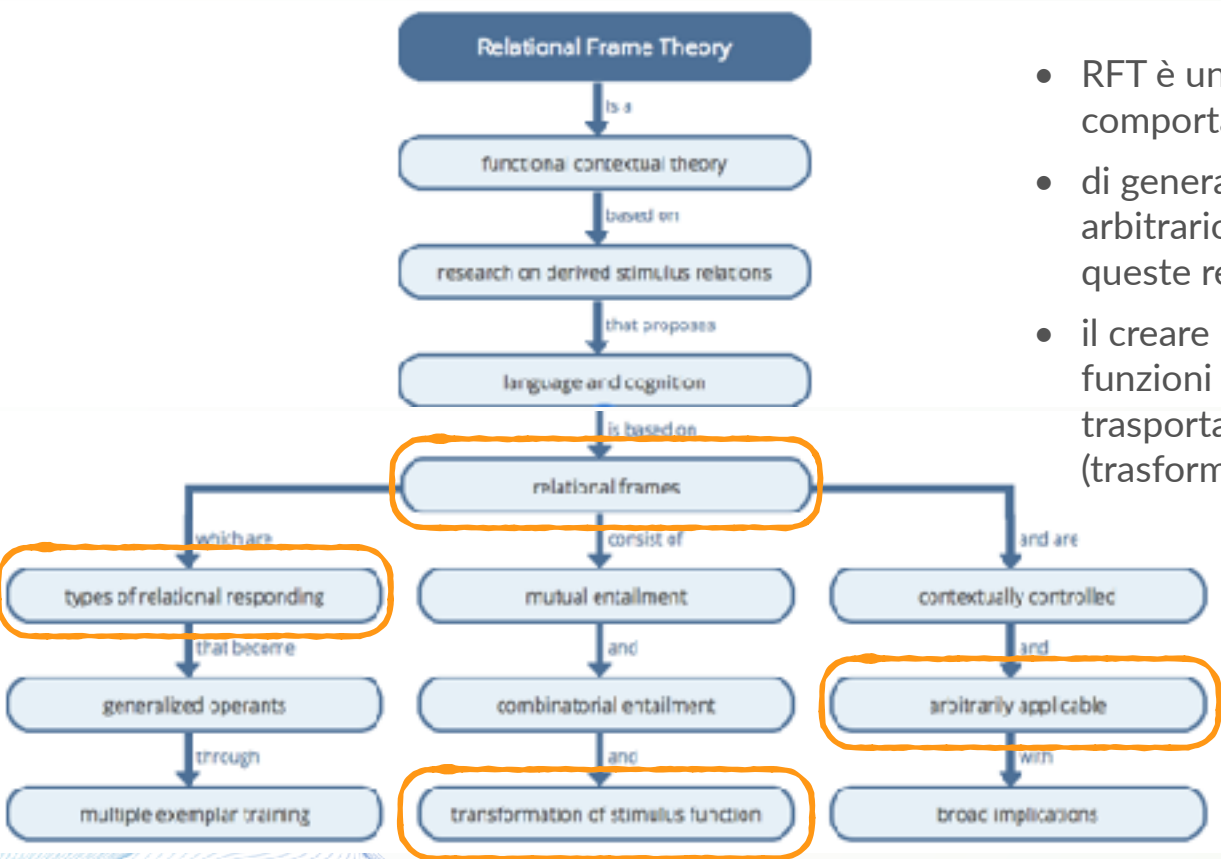 Relational Frame Theory
is a
functional contextual theory
based on
research on derived stimulus relations
that proposes
language and cognition
is based on
relational frames
which are
consist of
and are
types of relational responding
mutual entailment
contextually controlled
that become
and
and
generalized operants
combinatorial entailment
arbitrarily applicable
through
and
with
multiple exemplar training
transformation of stimulus function
broad implications
• RFT è un
comporta
• di genera
arbitrario
queste re
• il creare
funzioni
trasporta
(trasform